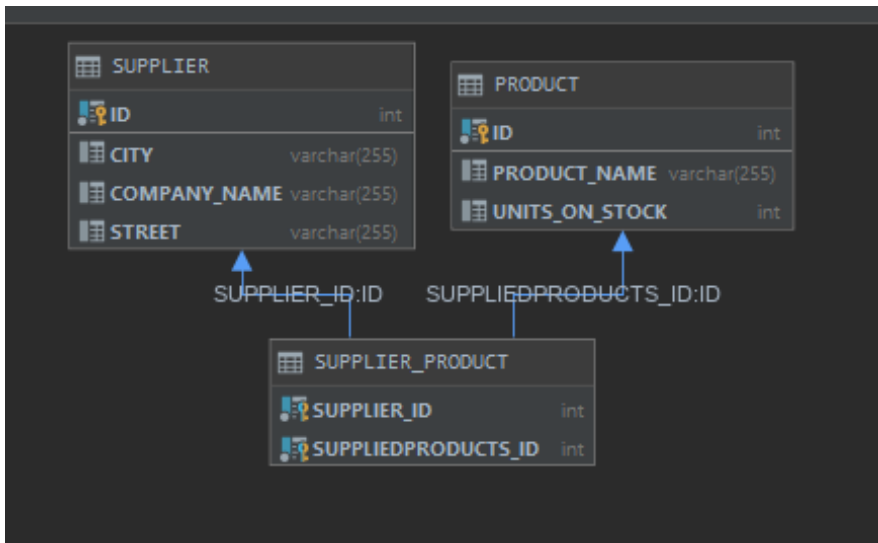 SUPPLIER
ID int
CITY varchar(255)
COMPANY_NAME varchar(255)
STREET varchar(255)
PRODUCT
ID int
PRODUCT_NAME varchar(255)
UNITS_ON_STOCK int
SUPPLIER_ID:ID
SUPPLIEDPRODUCTS_ID:ID
SUPPLIER_PRODUCT
SUPPLIER_ID int
SUPPLIEDPRODUCTS_ID int